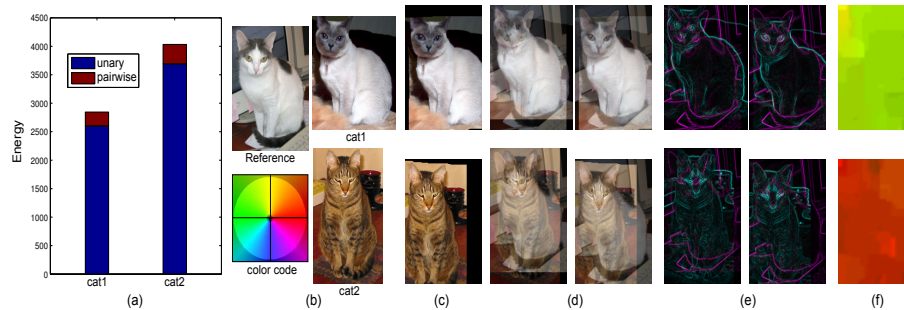 4500
4000
3500
3000
2500
2000
1500
1000
500
0
Energy
unary
pairwise
cat1
cat2
(a)
Reference
color code
cat1
cat2
(b)
(c)
(d)
(e)
(f)